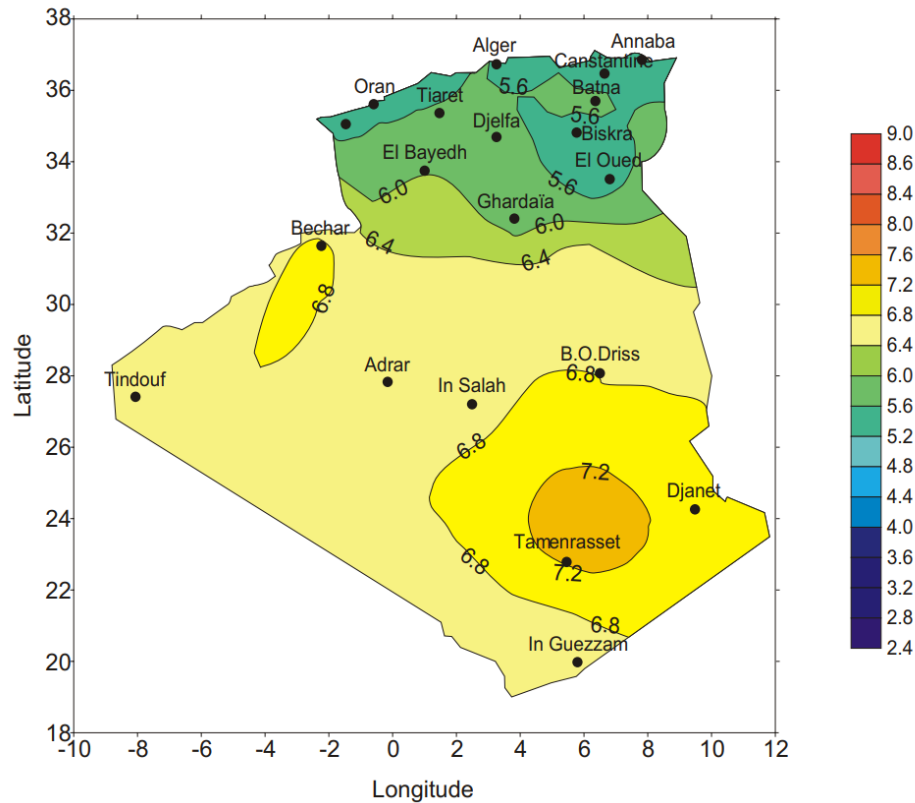 38
36
34
32
30
28
26
24
22
20
18
Latitude
-10 -8 -6 -4 -2 0 2 4 6 8 10 12
Longitude
Annaba
Alger
Canstantine
Oran
5.6
Batna
Tiaret
5.6
Djelfa
Biskra
El Bayedh
El Oued
5.6
6.0
Ghardaïa
6.0
Bechar
6.4
6.4
6.8
B.O.Driss
6.8
Adrar
Tindouf
In Salah
6.8
7.2
Djanet
Tamenrasset
6.8
7.2
6.8
In Guezzam
9.0
8.8
8.4
8.0
7.6
7.2
6.8
6.4
6.0
5.6
5.2
4.8
4.4
4.0
3.6
3.2
2.8
2.4